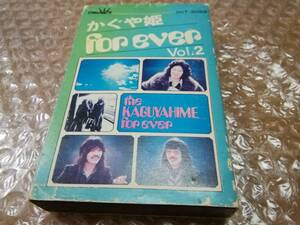 かぐや姫
for ever
Vol.2
the
KAGUYAHIME
for ever